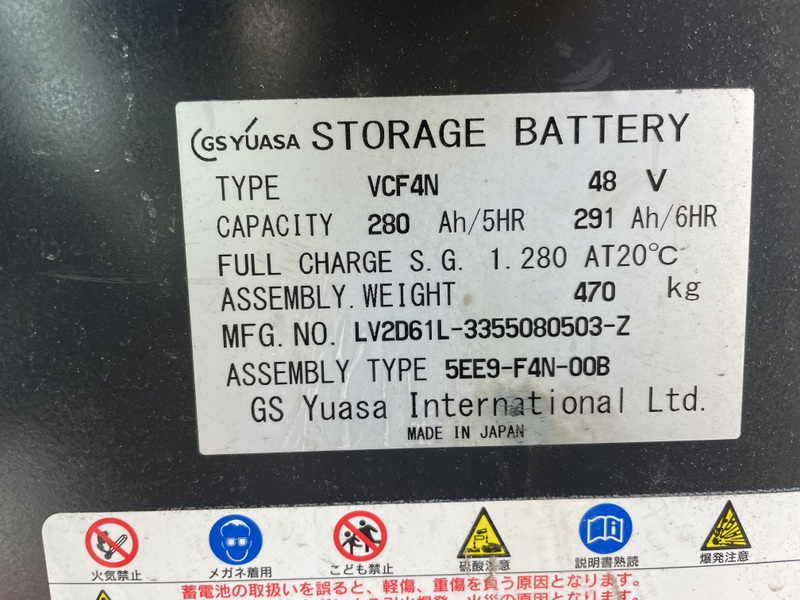 GS YUASA STORAGE BATTERY
TYPE VCF4N 48 V
CAPACITY 280 Ah/5HR 291 Ah/6HR
FULL CHARGE S.G. 1.280 AT20℃
ASSEMBLY.WEIGHT 470 kg
MFG.NO. LV2D61L-3355080503-Z
ASSEMBLY TYPE 5EE9-F4N-00B
GS Yuasa International Ltd.
MADE IN JAPAN
火気禁止 メガネ着用 こども禁止 硫酸注意 説明書熟読 爆発注意
蓄電池の取扱いを誤ると、軽傷、重傷を負う原因となります。